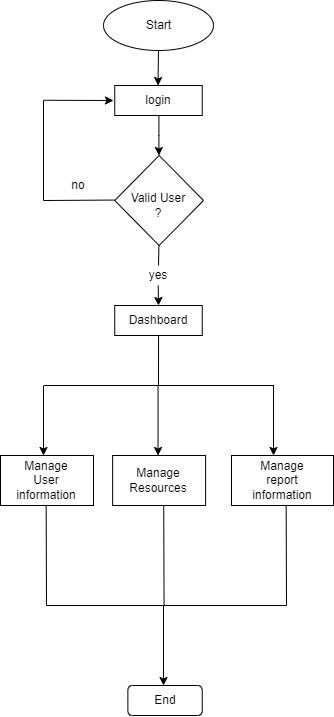 Start
login
no
Valid User
?
yes
Dashboard
Manage
User
information
Manage
Resources
Manage
report
information
End